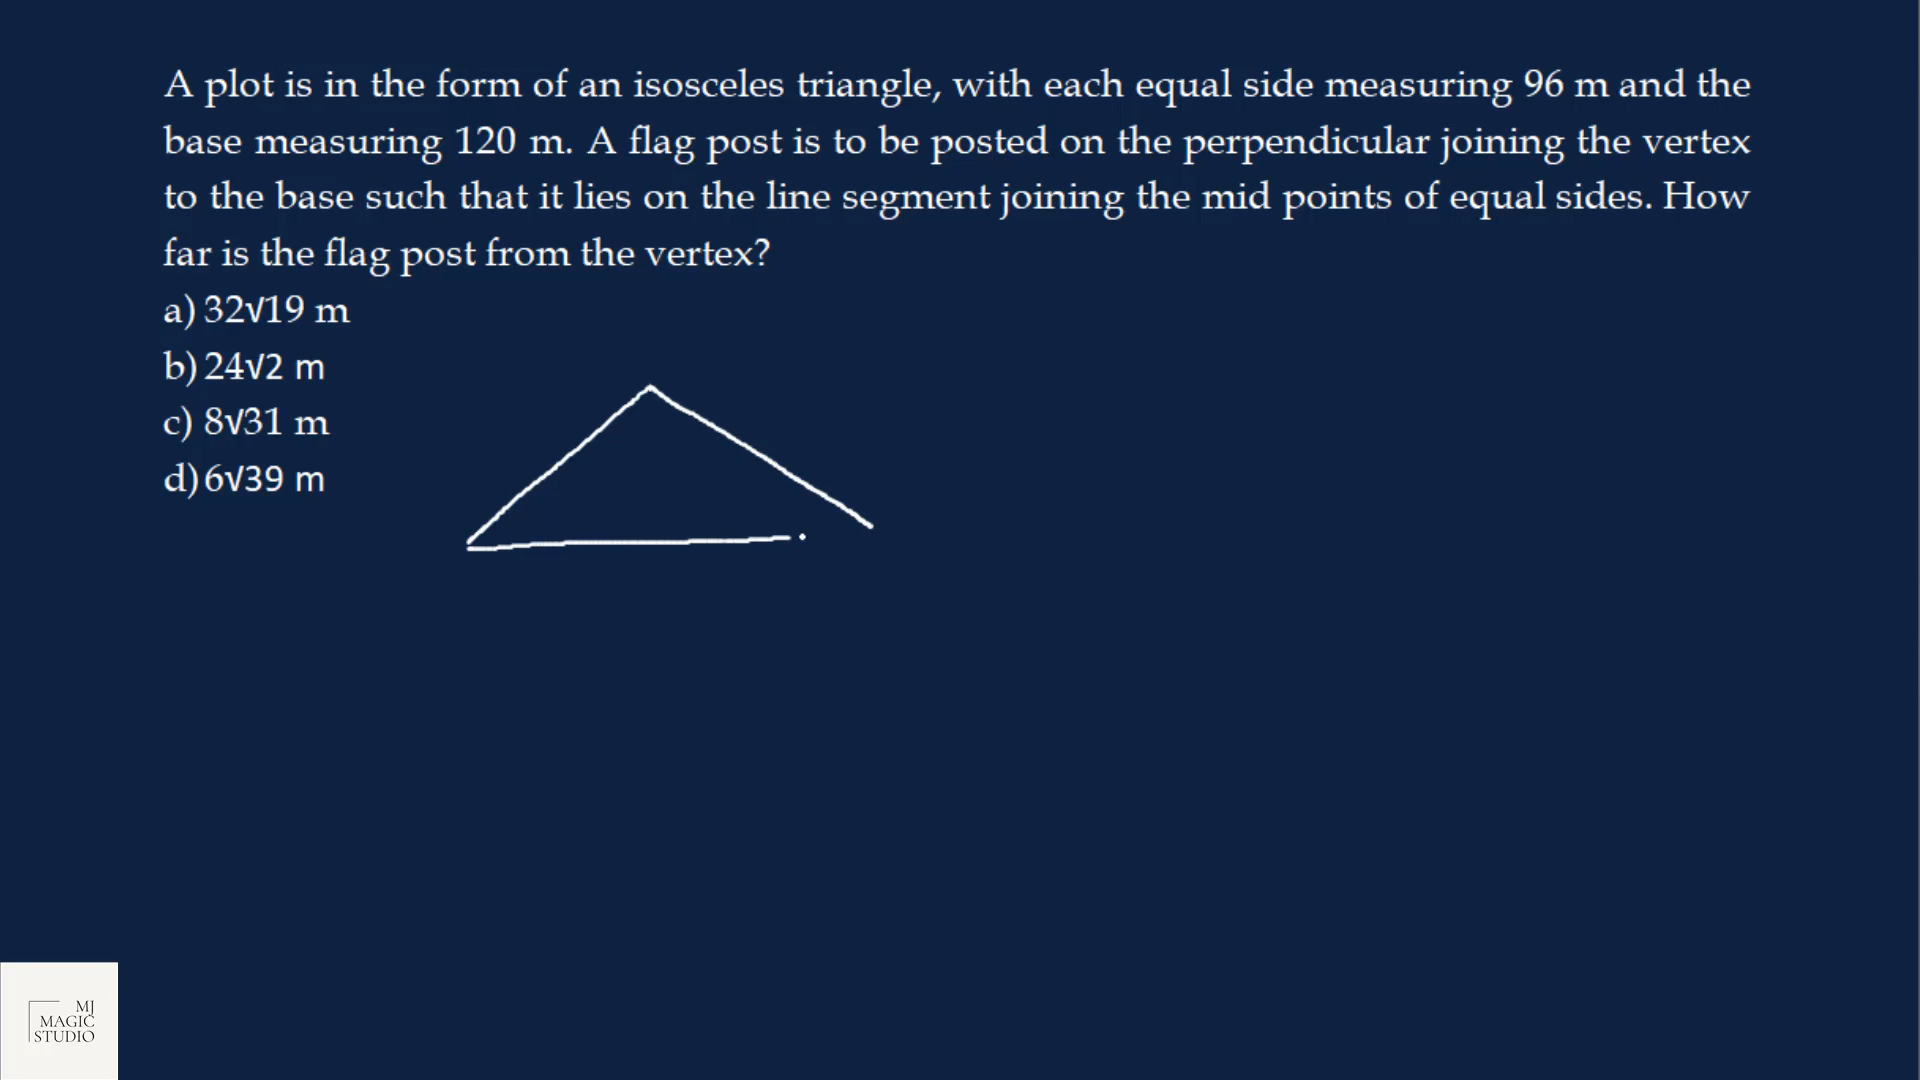 A plot is in the form of an isosceles triangle, with each equal side measuring 96 m and the
base measuring 120 m. A flag post is to be posted on the perpendicular joining the vertex
to the base such that it lies on the line segment joining the mid points of equal sides. How
far is the flag post from the vertex?
a) 32√19 m
b) 24√2 m
c) 8√31 m
d) 6√39 m
MJ
MAGIC
STUDIO